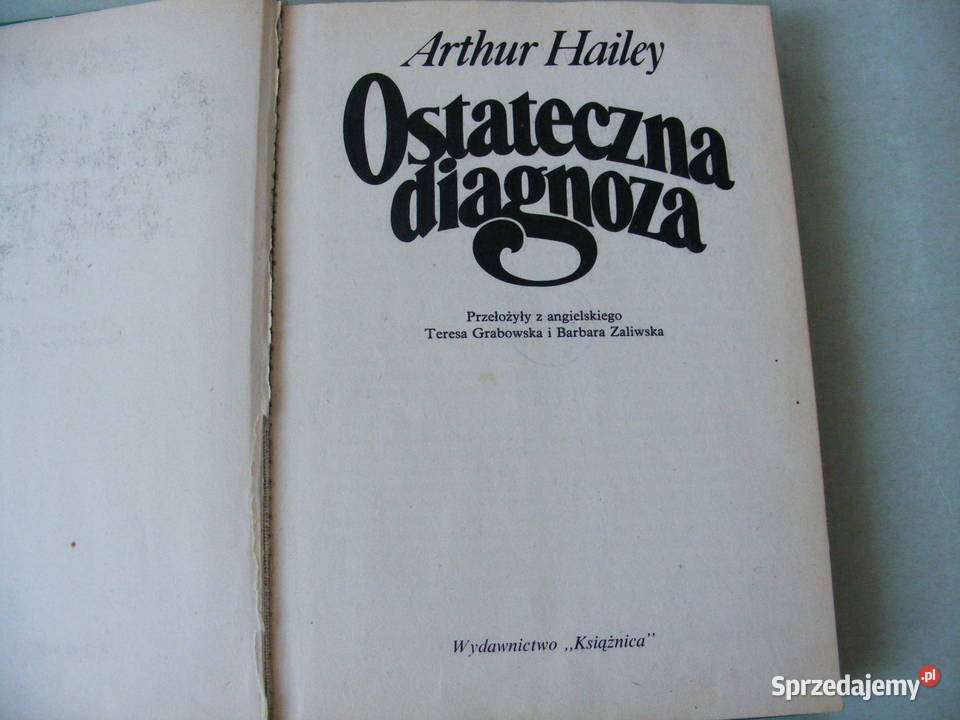 Arthur Hailey
Ostateczna
diagnoza
Przełożyły z angielskiego
Teresa Grabowska i Barbara Zaliwska
Wydawnictwo „Książnica”
Sprzedajemy.pl